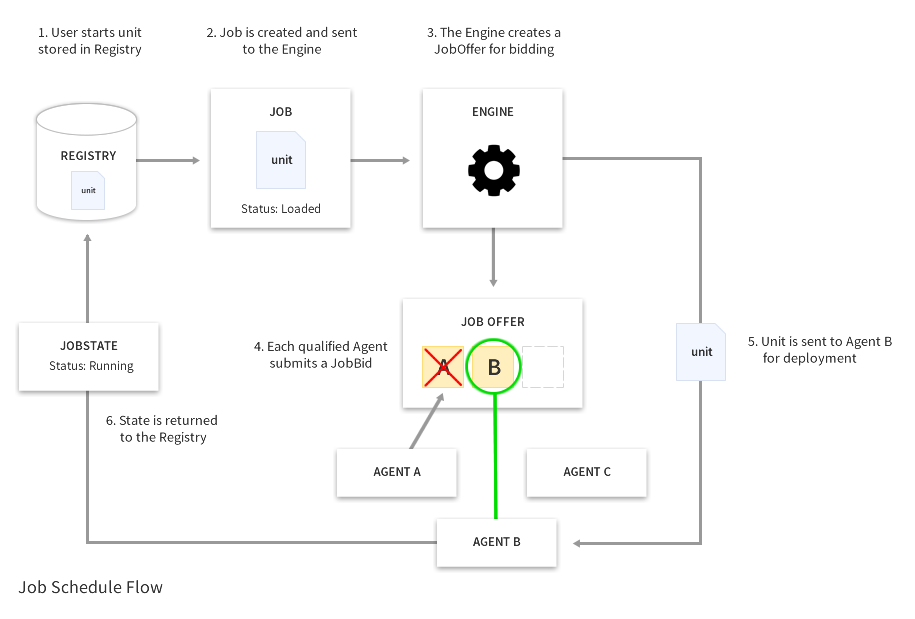 1. User starts unit
stored in Registry
2. Job is created and sent
to the Engine
3. The Engine creates a
JobOffer for bidding
REGISTRY
unit
JOB
unit
Status: Loaded
ENGINE
JOBSTATE
Status: Running
4. Each qualified Agent
submits a JobBid
JOB OFFER
A
B
unit
5. Unit is sent to Agent B
for deployment
6. State is returned
to the Registry
AGENT A
AGENT C
AGENT B
Job Schedule Flow